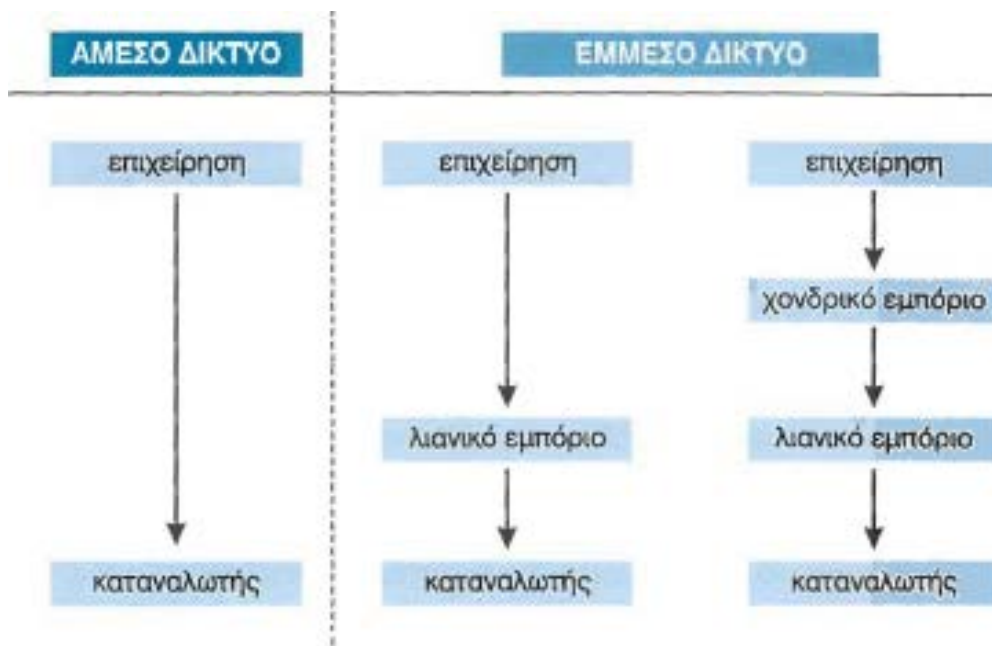 ΑΜΕΣΟ ΔΙΚΤΥΟ
ΕΜΜΕΣΟ ΔΙΚΤΥΟ
επιχείρηση
επιχείρηση
επιχείρηση
χονδρικό εμπόριο
λιανικό εμπόριο
λιανικό εμπόριο
καταναλωτής
καταναλωτής
καταναλωτής